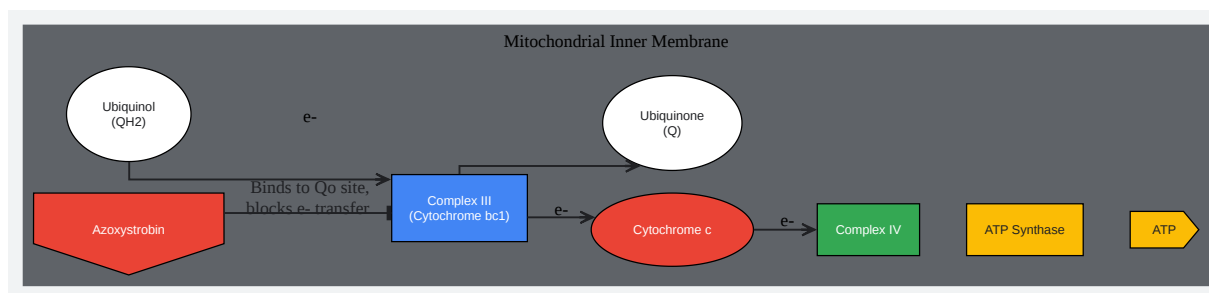 Mitochondrial Inner Membrane
Ubiquinol
(QH2)
e-
Ubiquinone
(Q)
Binds to Qo site,
blocks e- transfer
Azoxystrobin
Complex III
(Cytochrome bc1)
e-
Cytochrome c
e-
Complex IV
ATP Synthase
ATP